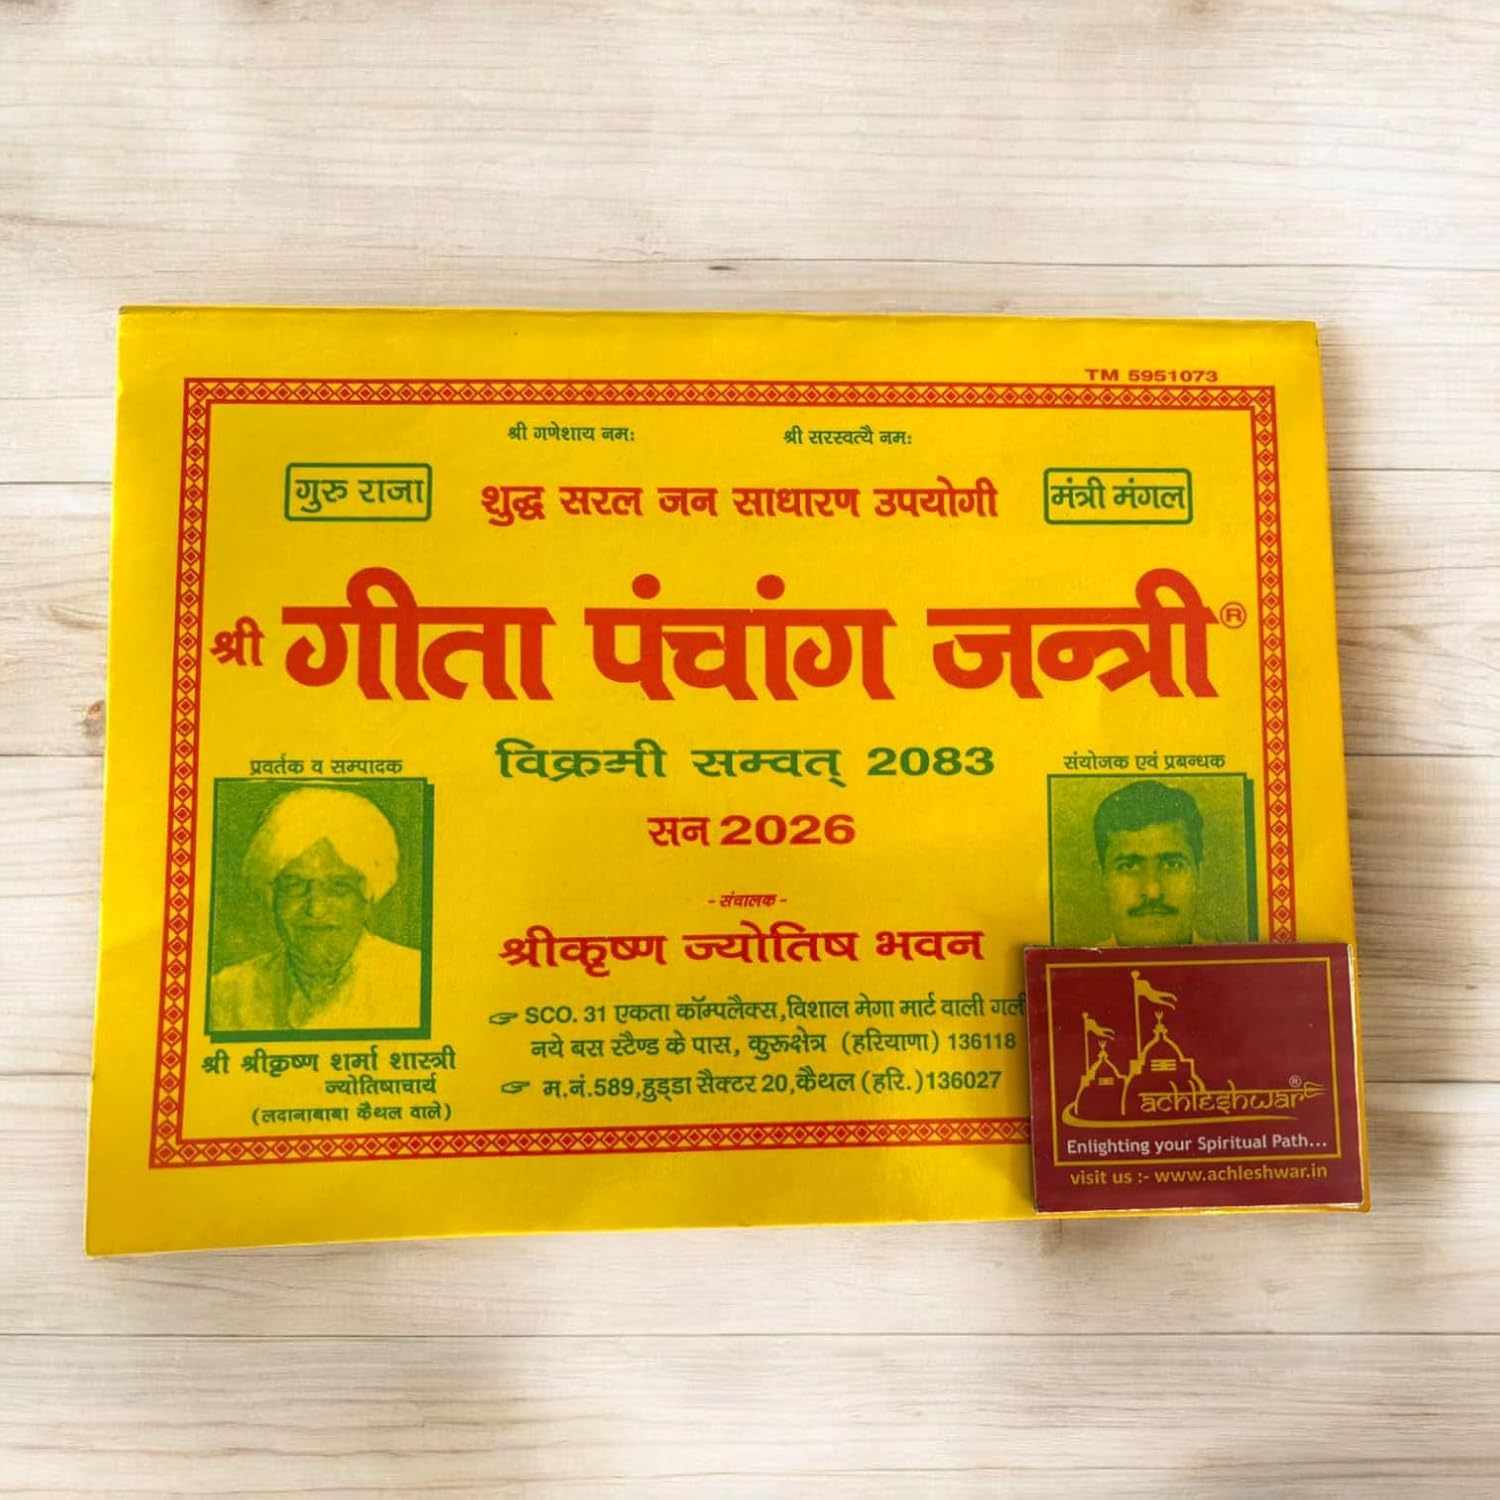 TM 5951073
श्री गणेशाय नमः श्री सरस्वत्यै नमः
गुरु राजा शुद्ध सरल जन साधारण उपयोगी मंत्री मंगल
श्री गीता पंचांग जन्त्री ®
विक्रमी सम्वत् 2083
सन 2026
प्रवर्तक व सम्पादक
संयोजक एवं प्रबन्धक
- संचालक -
श्रीकृष्ण ज्योतिष भवन
SCO. 31 एकता कॉम्पलैक्स,विशाल मेगा मार्ट वाली गली
नये बस स्टैण्ड के पास, कुरूक्षेत्र (हरियाणा) 136118
म.नं.589,हुड्डा सैक्टर 20,कैथल (हरि.)136027
श्री श्रीकृष्ण शर्मा शास्त्री
ज्योतिषाचार्य
(लदानाबाबा कैथल वाले)
achleshwar ®
Enlighting your Spiritual Path...
visit us :- www.achleshwar.in